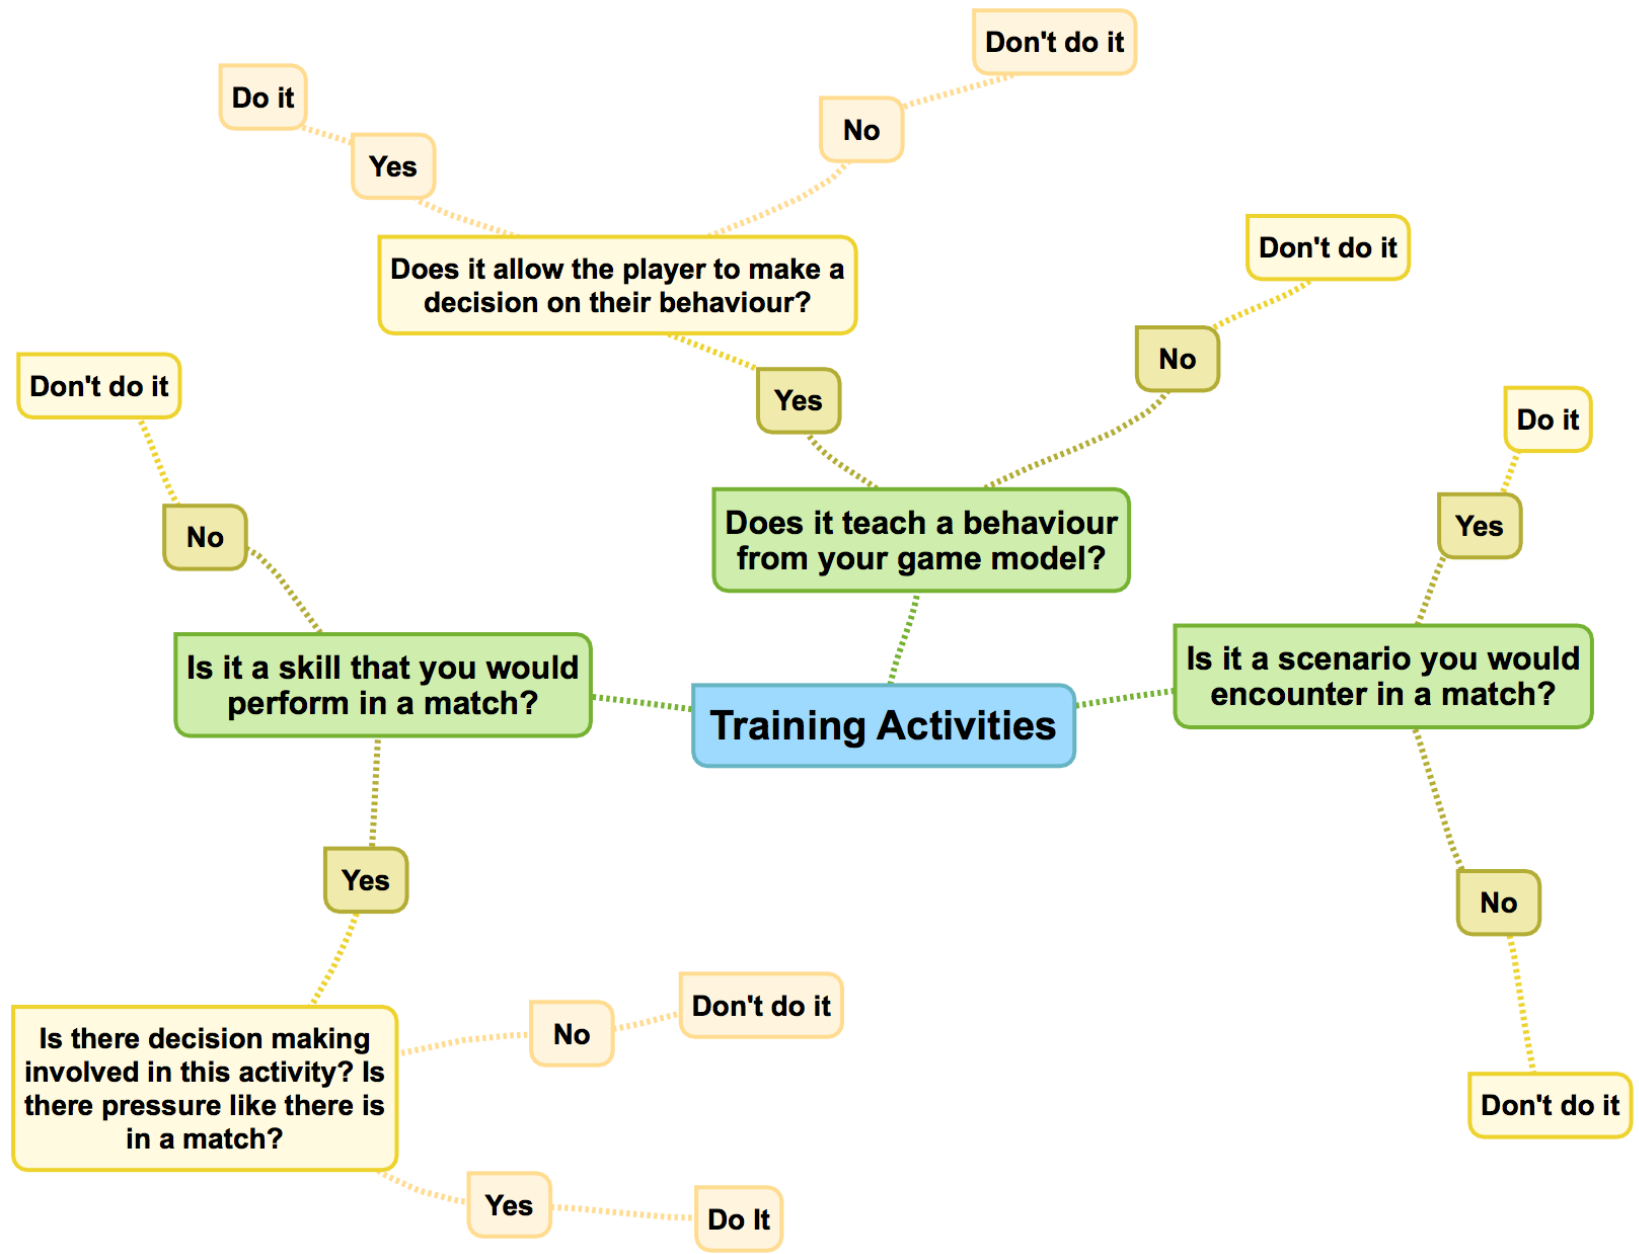 Don't do it
Do it
No
Yes
Does it allow the player to make a
decision on their behaviour?
Don't do it
No
Yes
Don't do it
Do it
No
Yes
Does it teach a behaviour
from your game model?
Is it a skill that you would
perform in a match?
Is it a scenario you would
encounter in a match?
Training Activities
Yes
No
Is there decision making
involved in this activity? Is
there pressure like there is
in a match?
No
Don't do it
Don't do it
Yes
Do It